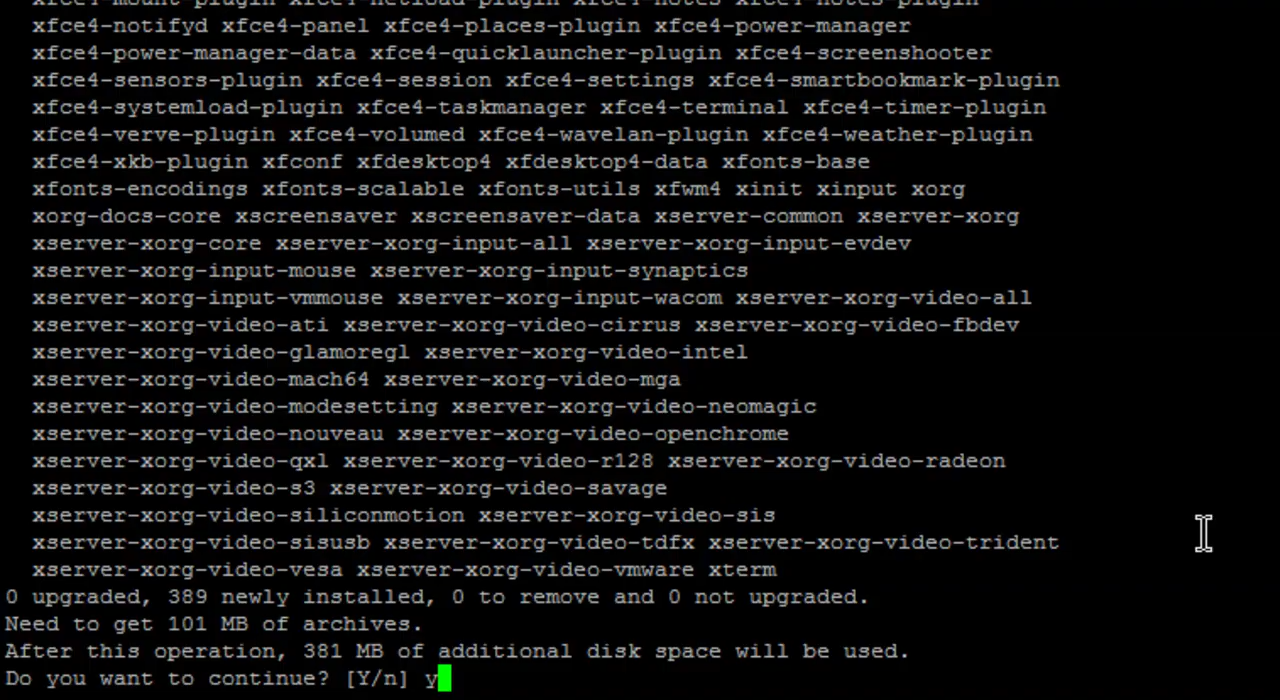 xfce4-mount-plugin xfce4-netload-plugin xfce4-notes xfce4-notes-plugin
xfce4-notifyd xfce4-panel xfce4-places-plugin xfce4-power-manager
xfce4-power-manager-data xfce4-quicklauncher-plugin xfce4-screenshooter
xfce4-sensors-plugin xfce4-session xfce4-settings xfce4-smartbookmark-plugin
xfce4-systemload-plugin xfce4-taskmanager xfce4-terminal xfce4-timer-plugin
xfce4-verve-plugin xfce4-volumed xfce4-wavelan-plugin xfce4-weather-plugin
xfce4-xkb-plugin xfconf xfdesktop4 xfdesktop4-data xfonts-base
xfonts-encodings xfonts-scalable xfonts-utils xfwm4 xinit xinput xorg
xorg-docs-core xscreensaver xscreensaver-data xserver-common xserver-xorg
xserver-xorg-core xserver-xorg-input-all xserver-xorg-input-evdev
xserver-xorg-input-mouse xserver-xorg-input-synaptics
xserver-xorg-input-vmmouse xserver-xorg-input-wacom xserver-xorg-video-all
xserver-xorg-video-ati xserver-xorg-video-cirrus xserver-xorg-video-fbdev
xserver-xorg-video-glamoregl xserver-xorg-video-intel
xserver-xorg-video-mach64 xserver-xorg-video-mga
xserver-xorg-video-modesetting xserver-xorg-video-neomagic
xserver-xorg-video-nouveau xserver-xorg-video-openchrome
xserver-xorg-video-qxl xserver-xorg-video-r128 xserver-xorg-video-radeon
xserver-xorg-video-s3 xserver-xorg-video-savage
xserver-xorg-video-siliconmotion xserver-xorg-video-sis
xserver-xorg-video-sisusb xserver-xorg-video-tdfx xserver-xorg-video-trident
xserver-xorg-video-vesa xserver-xorg-video-vmware xterm
0 upgraded, 389 newly installed, 0 to remove and 0 not upgraded.
Need to get 101 MB of archives.
After this operation, 381 MB of additional disk space will be used.
Do you want to continue? [Y/n] y